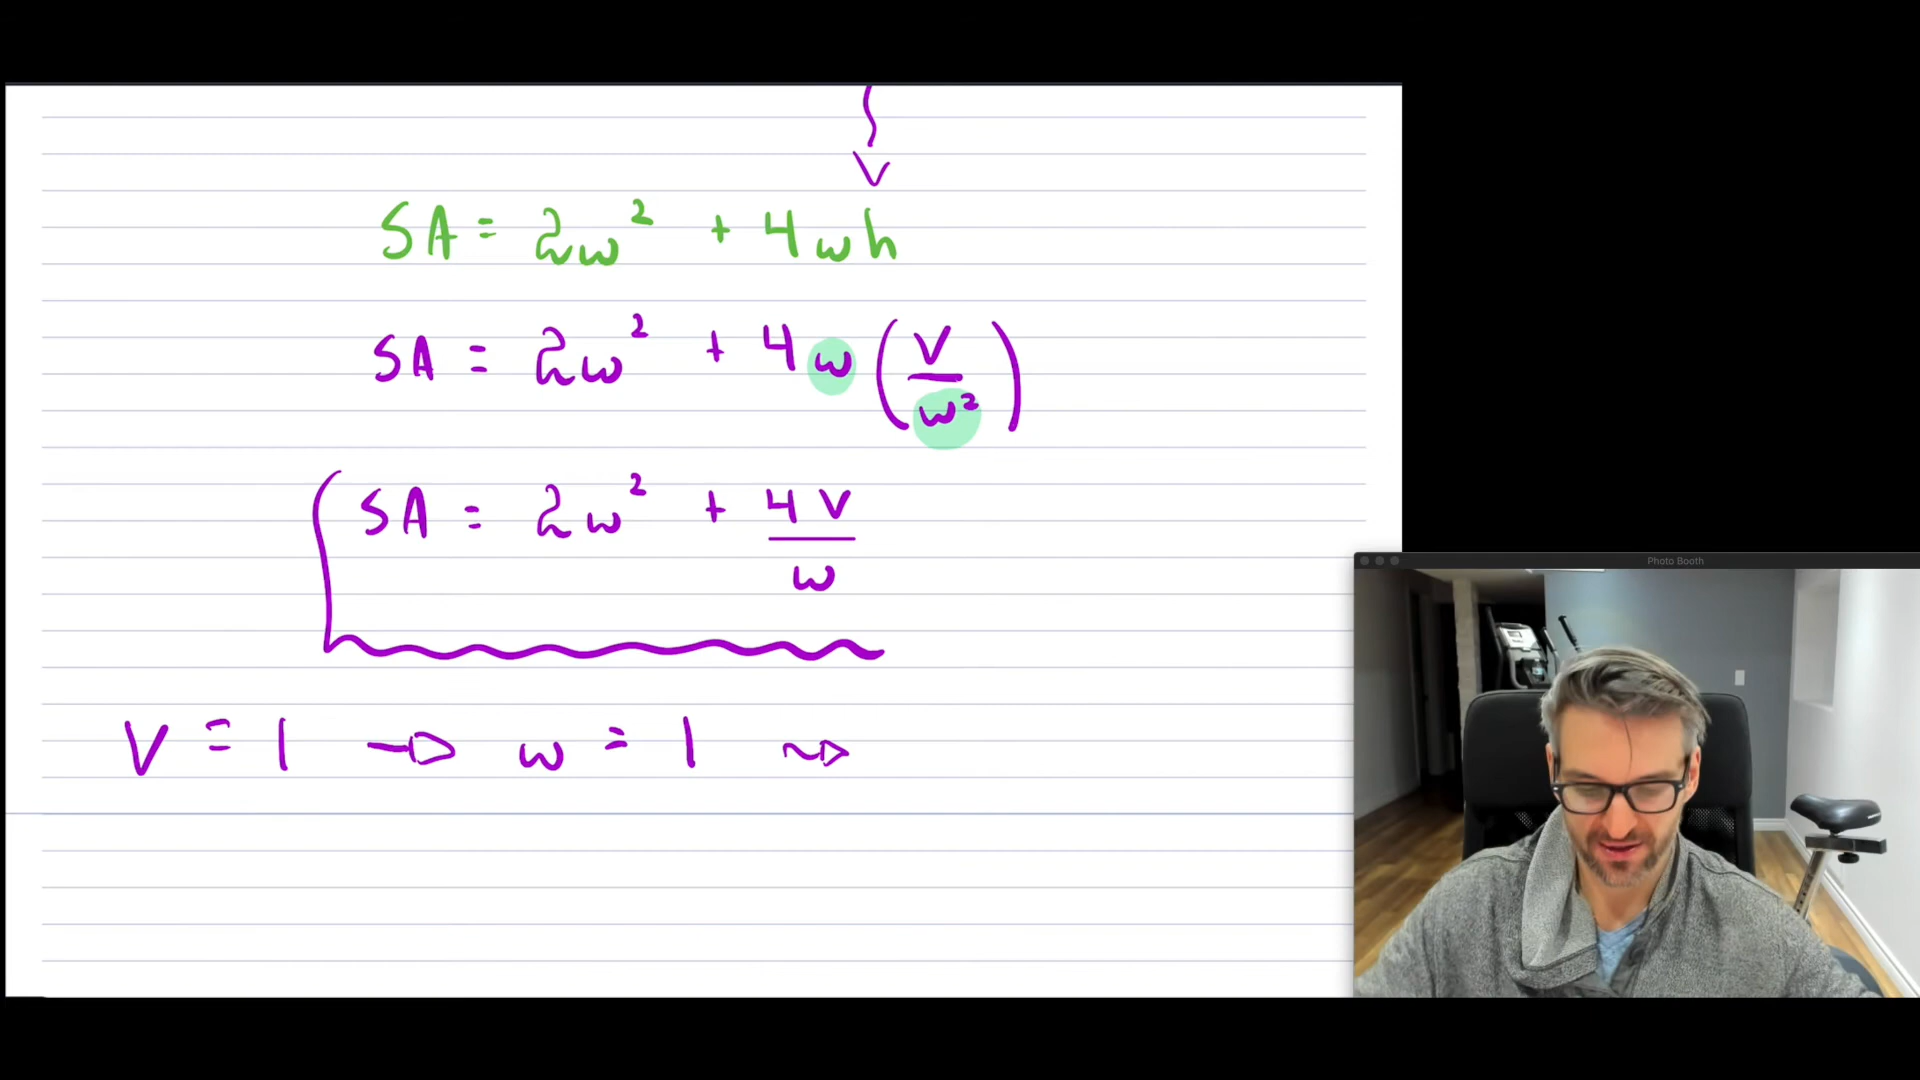 SA = 2w² + 4wh
SA = 2w² + 4w (V/w²)
SA = 2w² + 4V/w
V = 1 → w = 1 →
Photo Booth